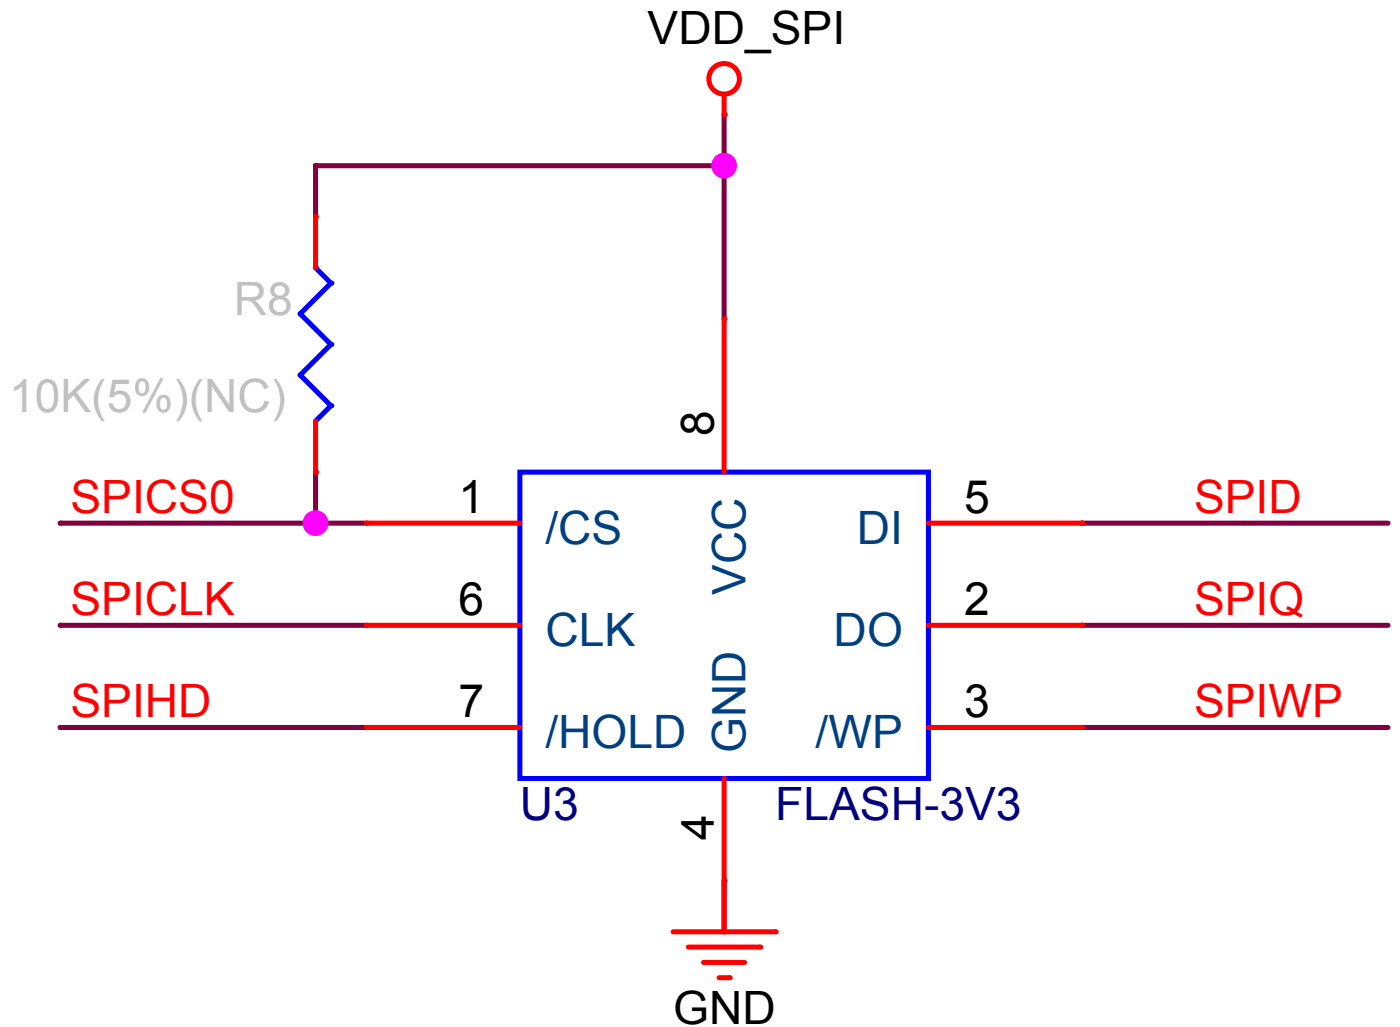 VDD_SPI
R8
10K(5%)(NC)
8
SPICS0 1 /CS VCC DI 5 SPID
SPICLK 6 CLK DO 2 SPIQ
SPIHD 7 /HOLD GND /WP 3 SPIWP
U3 FLASH-3V3
4
GND